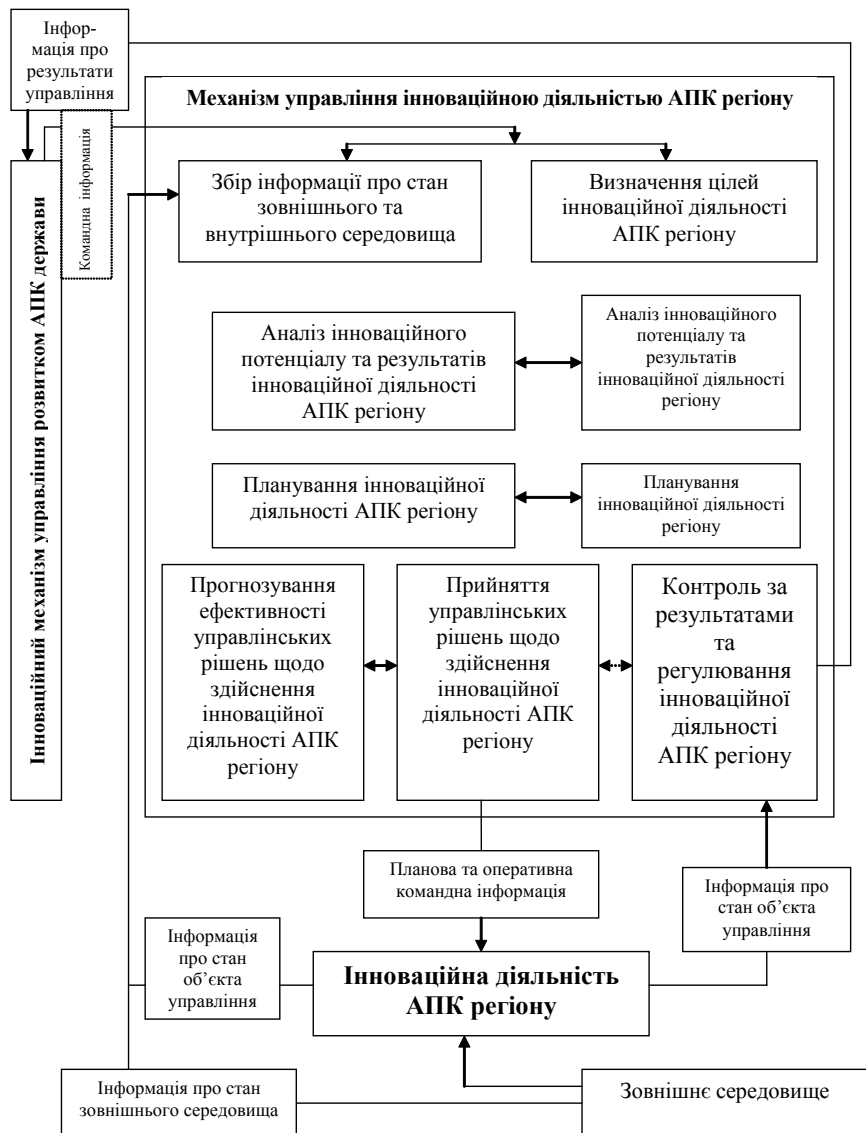 Інфор-
мація про
результати
управління
Механізм управління інноваційною діяльністю АПК регіону
Командна інформація
Інноваційний механізм управління розвитком АПК держави
Збір інформації про стан
зовнішнього та
внутрішнього середовища
Визначення цілей
інноваційної діяльності
АПК регіону
Аналіз інноваційного
потенціалу та результатів
інноваційної діяльності
АПК регіону
Аналіз інноваційного
потенціалу та
результатів
інноваційної діяльності
регіону
Планування інноваційної
діяльності АПК регіону
Планування
інноваційної діяльності
регіону
Прогнозування
ефективності
управлінських
рішень щодо
здійснення
інноваційної
діяльності АПК
регіону
Прийняття
управлінських
рішень щодо
здійснення
інноваційної
діяльності АПК
регіону
Контроль за
результатами
та
регулювання
інноваційної
діяльності
АПК регіону
Планова та оперативна
командна інформація
Інформація про
стан об’єкта
управління
Інформація
про стан
об’єкта
управління
Інноваційна діяльність
АПК регіону
Інформація про стан
зовнішнього середовища
Зовнішнє середовище